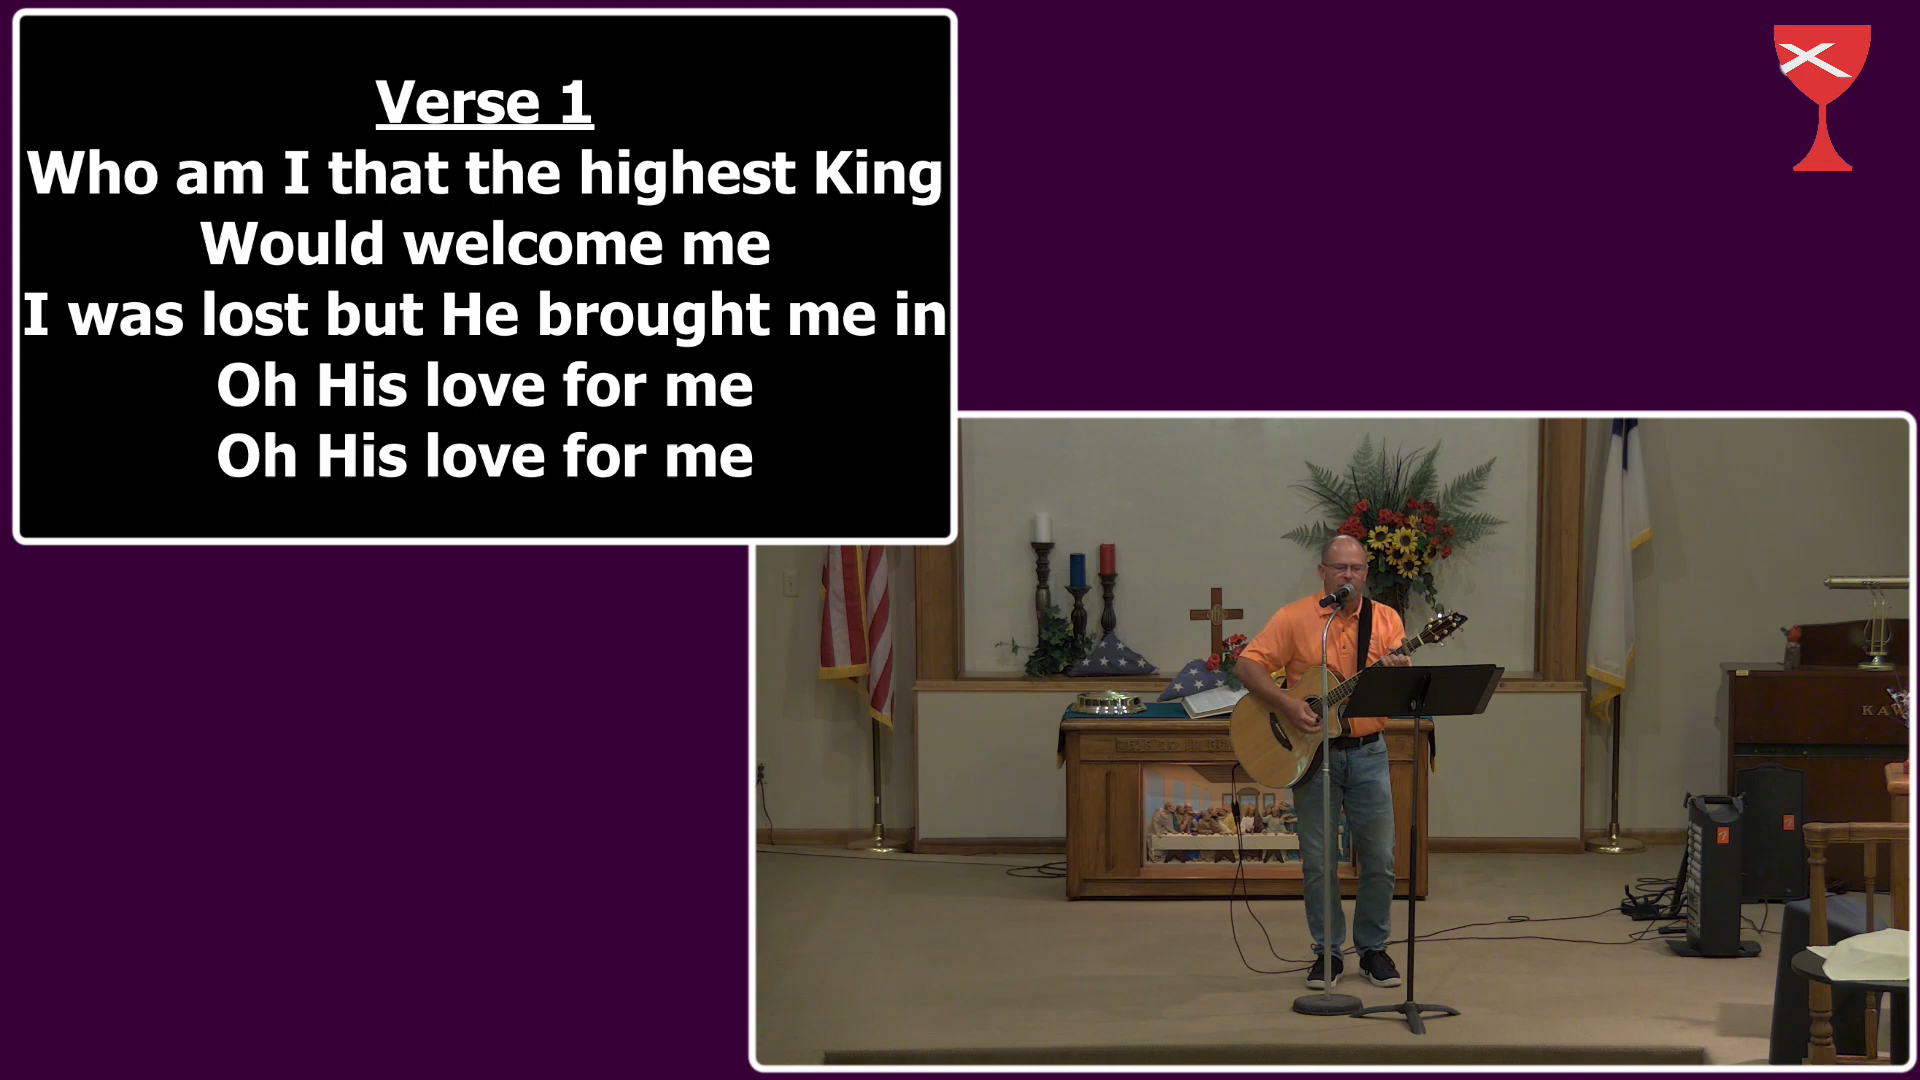 Verse 1
Who am I that the highest King
Would welcome me
I was lost but He brought me in
Oh His love for me
Oh His love for me
KAW